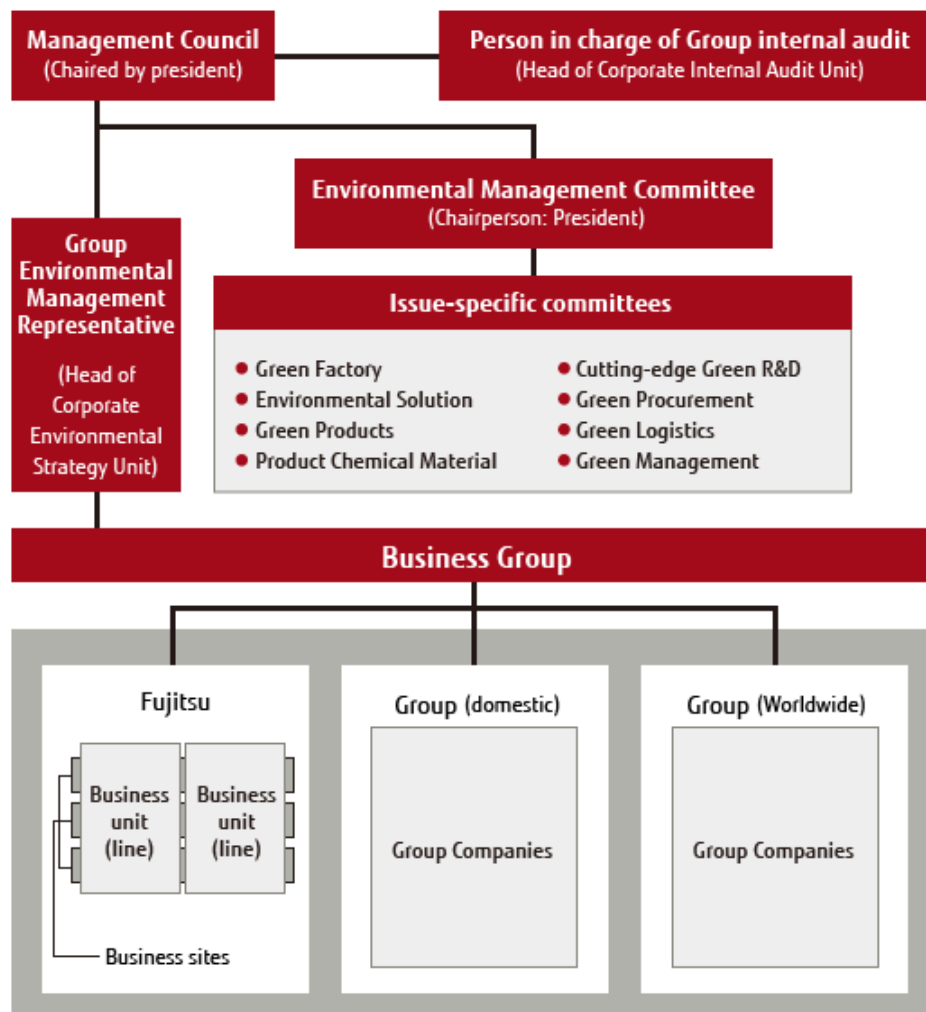 Management Council
(Chaired by president)
Person in charge of Group internal audit
(Head of Corporate Internal Audit Unit)
Environmental Management Committee
(Chairperson: President)
Group
Environmental
Management
Representative
(Head of
Corporate
Environmental
Strategy Unit)
Issue-specific committees
● Green Factory
● Environmental Solution
● Green Products
● Product Chemical Material
● Cutting-edge Green R&D
● Green Procurement
● Green Logistics
● Green Management
Business Group
Fujitsu
Business
unit
(line)
Business
unit
(line)
Business sites
Group (domestic)
Group Companies
Group (Worldwide)
Group Companies